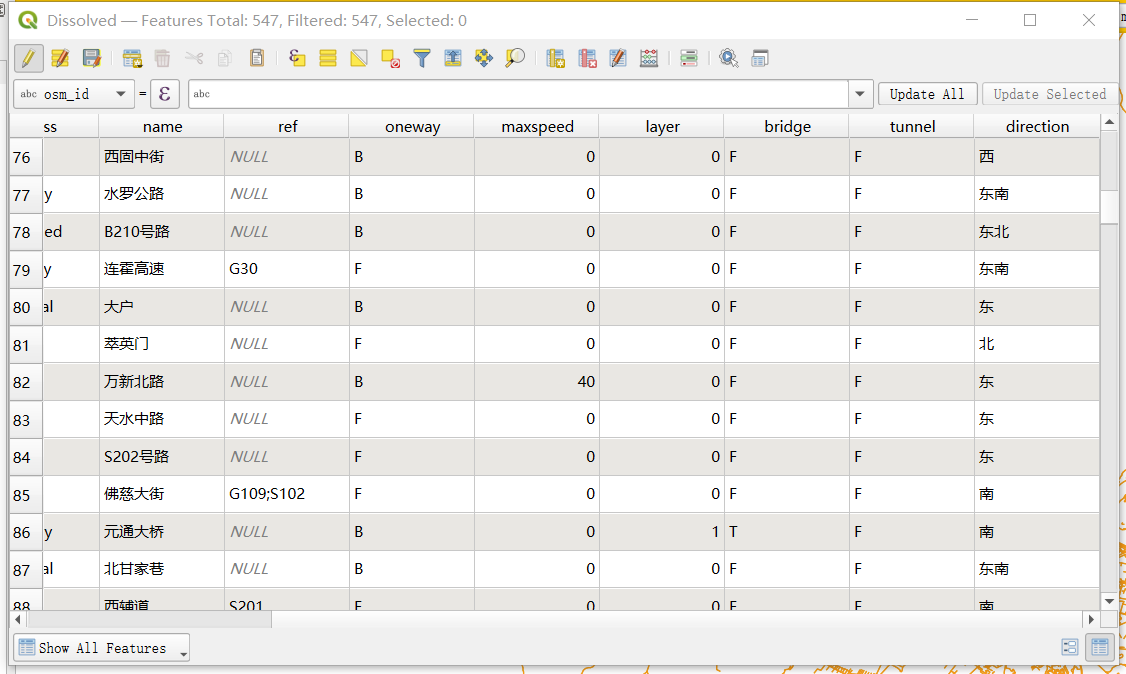 Dissolved — Features Total: 547, Filtered: 547, Selected: 0
abc osm_id = ε abc Update All Update Selected
ss name ref oneway maxspeed layer bridge tunnel direction
76 西固中街 NULL B 0 0 F F 西
77 y 水罗公路 NULL B 0 0 F F 东南
78 ed B210号路 NULL B 0 0 F F 东北
79 y 连霍高速 G30 F 0 0 F F 东南
80 al 大户 NULL B 0 0 F F 东
81 萃英门 NULL F 0 0 F F 北
82 万新北路 NULL B 40 0 F F 东
83 天水中路 NULL F 0 0 F F 东
84 S202号路 NULL F 0 0 F F 东
85 佛慈大街 G109;S102 F 0 0 F F 南
86 y 元通大桥 NULL B 0 1 T F 南
87 al 北甘家巷 NULL B 0 0 F F 东南
88 西辅道 S201 F 0 0 F F 南
Show All Features